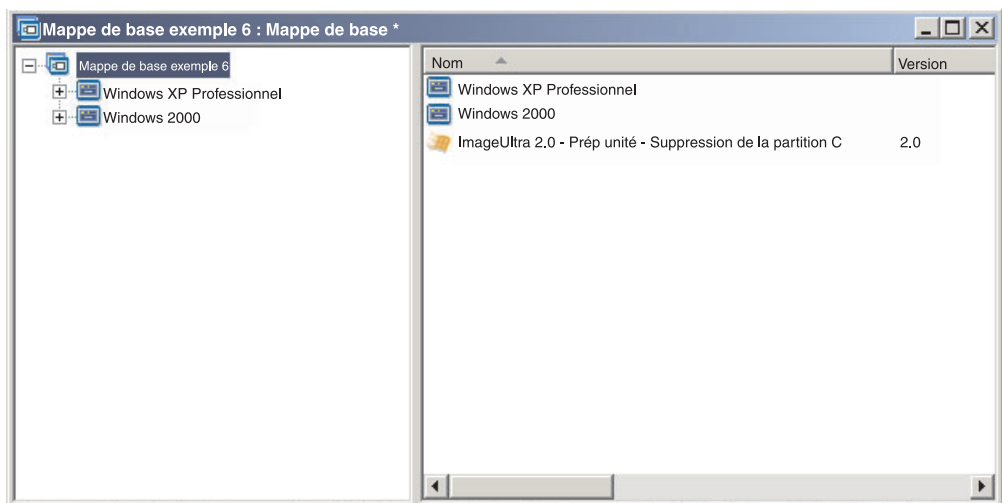 Mappe de base exemple 6 : Mappe de base *
Mappe de base exemple 6
Windows XP Professionnel
Windows 2000
Nom Version
Windows XP Professionnel
Windows 2000
ImageUltra 2.0 - Prép unité - Suppression de la partition C 2.0